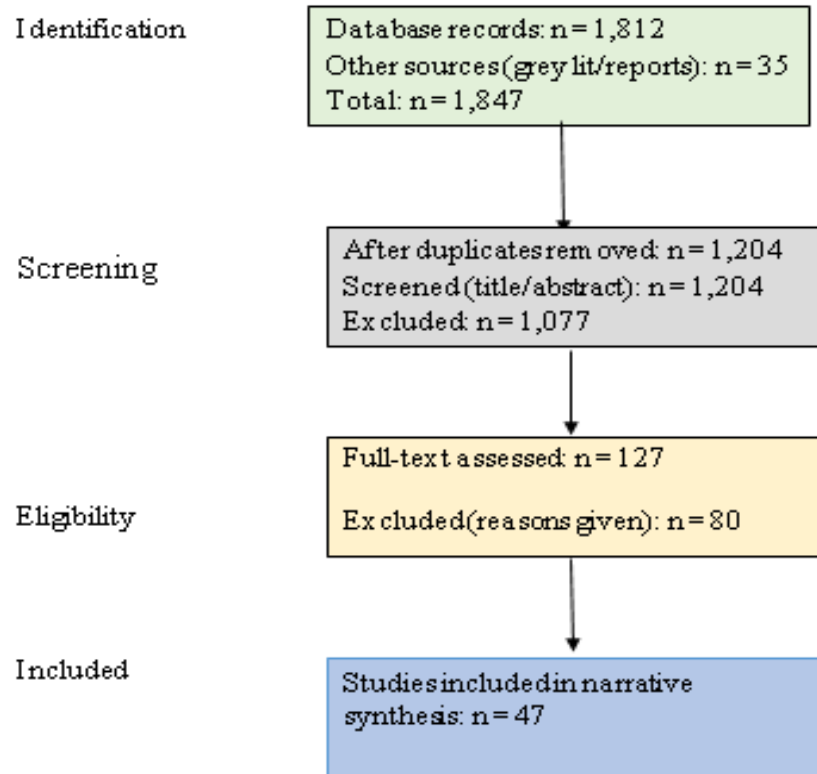 Identification
Database records: n = 1,812
Other sources (grey lit/reports): n = 35
Total: n = 1,847
Screening
After duplicates removed: n = 1,204
Screened (title/abstract): n = 1,204
Excluded: n = 1,077
Eligibility
Full-text assessed: n = 127
Excluded (reasons given): n = 80
Included
Studies included in narrative
synthesis: n = 47